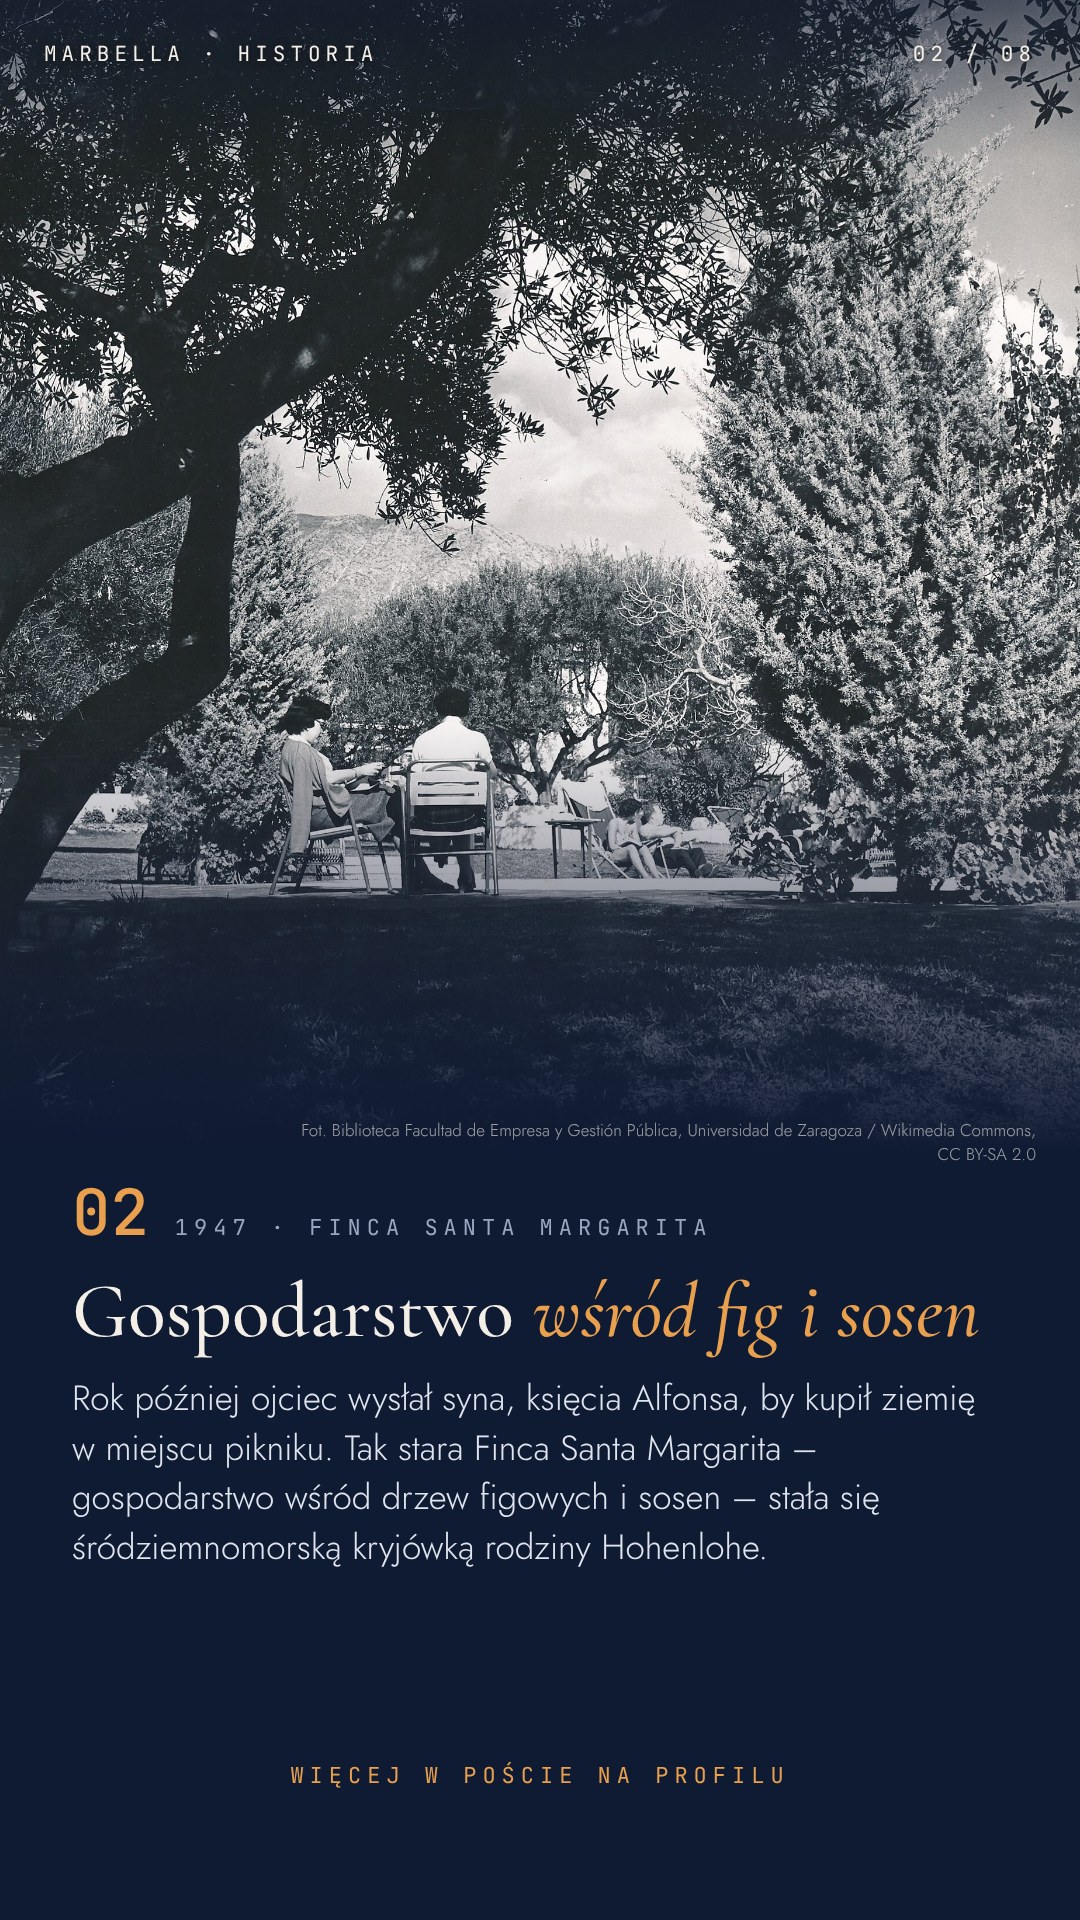 MARBELLA · HISTORIA
02 / 08
Fot. Biblioteca Facultad de Empresa y Gestión Pública, Universidad de Zaragoza / Wikimedia Commons,
CC BY-SA 2.0
02 1947 · FINCA SANTA MARGARITA
Gospodarstwo wśród fig i sosen
Rok później ojciec wysłał syna, księcia Alfonsa, by kupił ziemię
w miejscu pikniku. Tak stara Finca Santa Margarita –
gospodarstwo wśród drzew figowych i sosen – stała się
śródziemnomorską kryjówką rodziny Hohenlohe.
WIĘCEJ W POŚCIE NA PROFILU